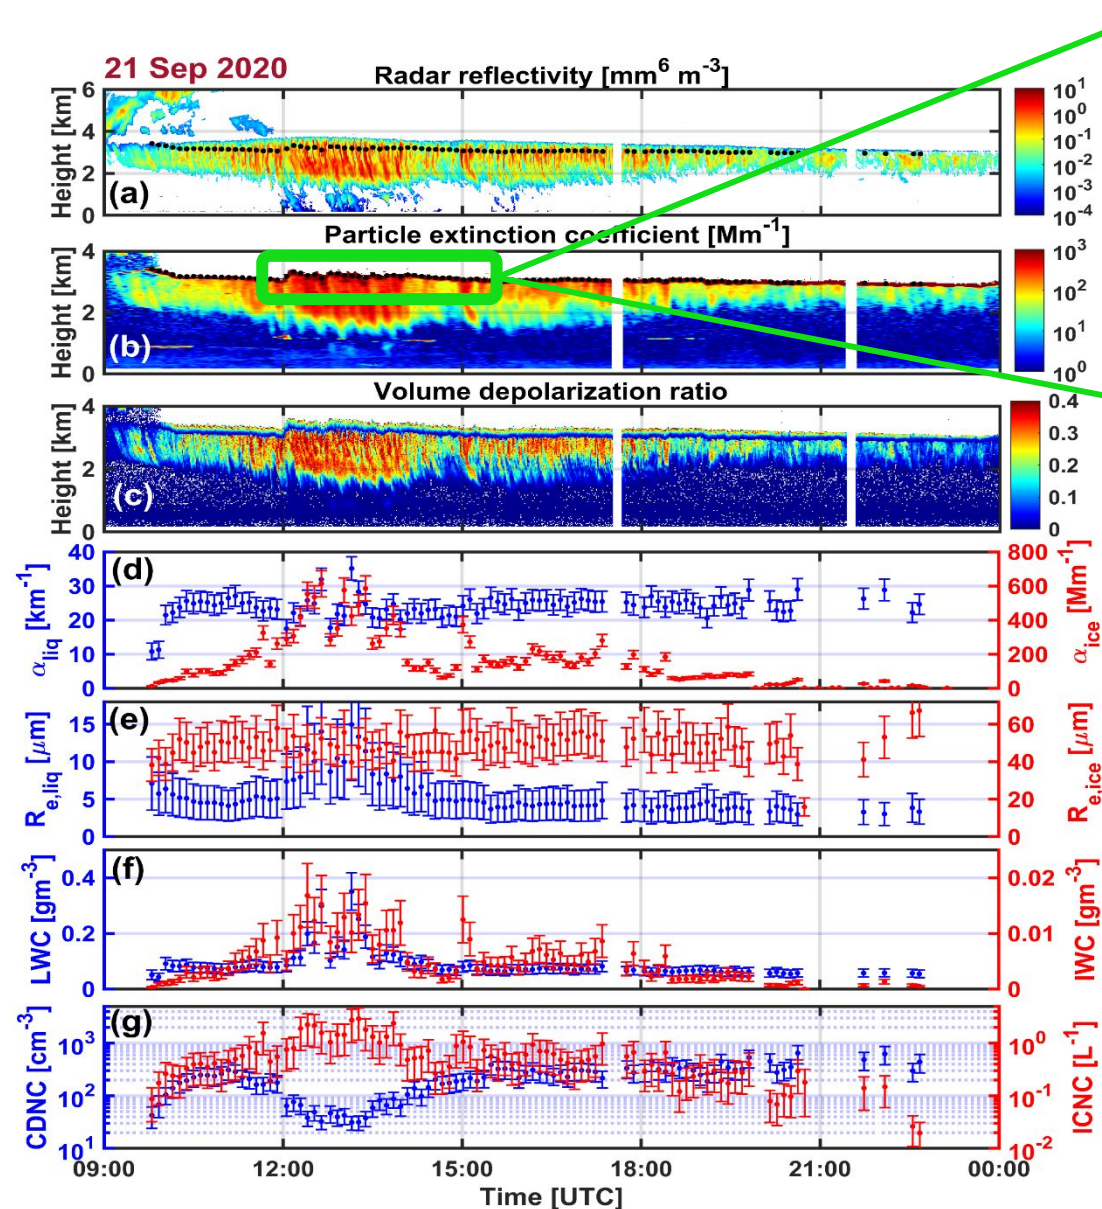 21 Sep 2020
Radar reflectivity [mm⁶ m⁻³]
Height [km]
6
4
2
0
(a)
10¹
10⁰
10⁻¹
10⁻²
10⁻³
10⁻⁴
Particle extinction coefficient [Mm⁻¹]
Height [km]
4
2
0
(b)
10³
10²
10¹
10⁰
Volume depolarization ratio
Height [km]
4
2
0
(c)
0.4
0.3
0.2
0.1
0
(d)
α_liq [km⁻¹]
40
30
20
10
0
800
600
400
200
0
α_ice [Mm⁻¹]
(e)
R_e,liq [μm]
15
10
5
0
60
40
20
0
R_e,ice [μm]
(f)
LWC [gm⁻³]
0.4
0.2
0
0.02
0.01
0
IWC [gm⁻³]
(g)
CDNC [cm⁻³]
10³
10²
10¹
10⁰
10⁻¹
10⁻²
ICNC [L⁻¹]
09:00 12:00 15:00 18:00 21:00 00:00
Time [UTC]